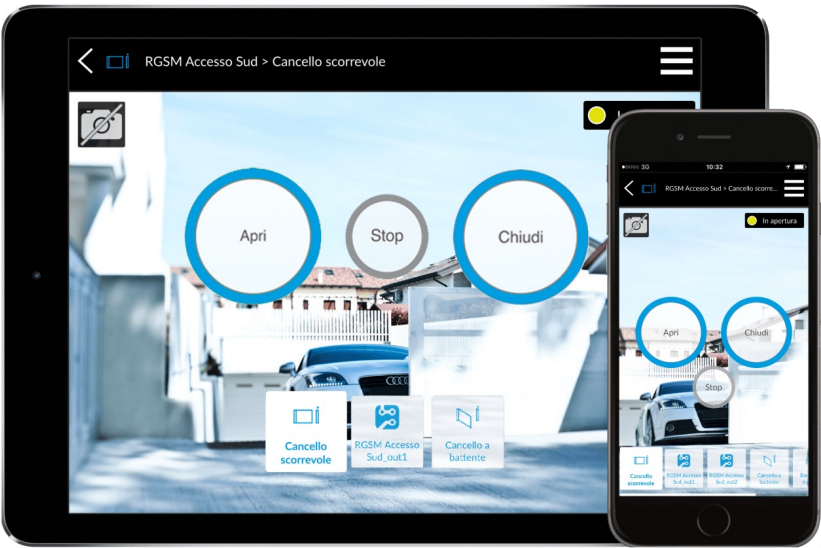 RGSM Accesso Sud > Cancello scorrevole
Apri
Stop
Chiudi
Cancello
scorrevole
RGSM Accesso
Sud_out1
Cancello a
battente
3G
10:32
RGSM Accesso Sud > Cancello scorre...
In apertura
Apri
Chiudi
Stop
Cancello
scorrevole
RGSM Accesso
Sud_out1
RGSM Accesso
Sud_out2
Cancello a
battente